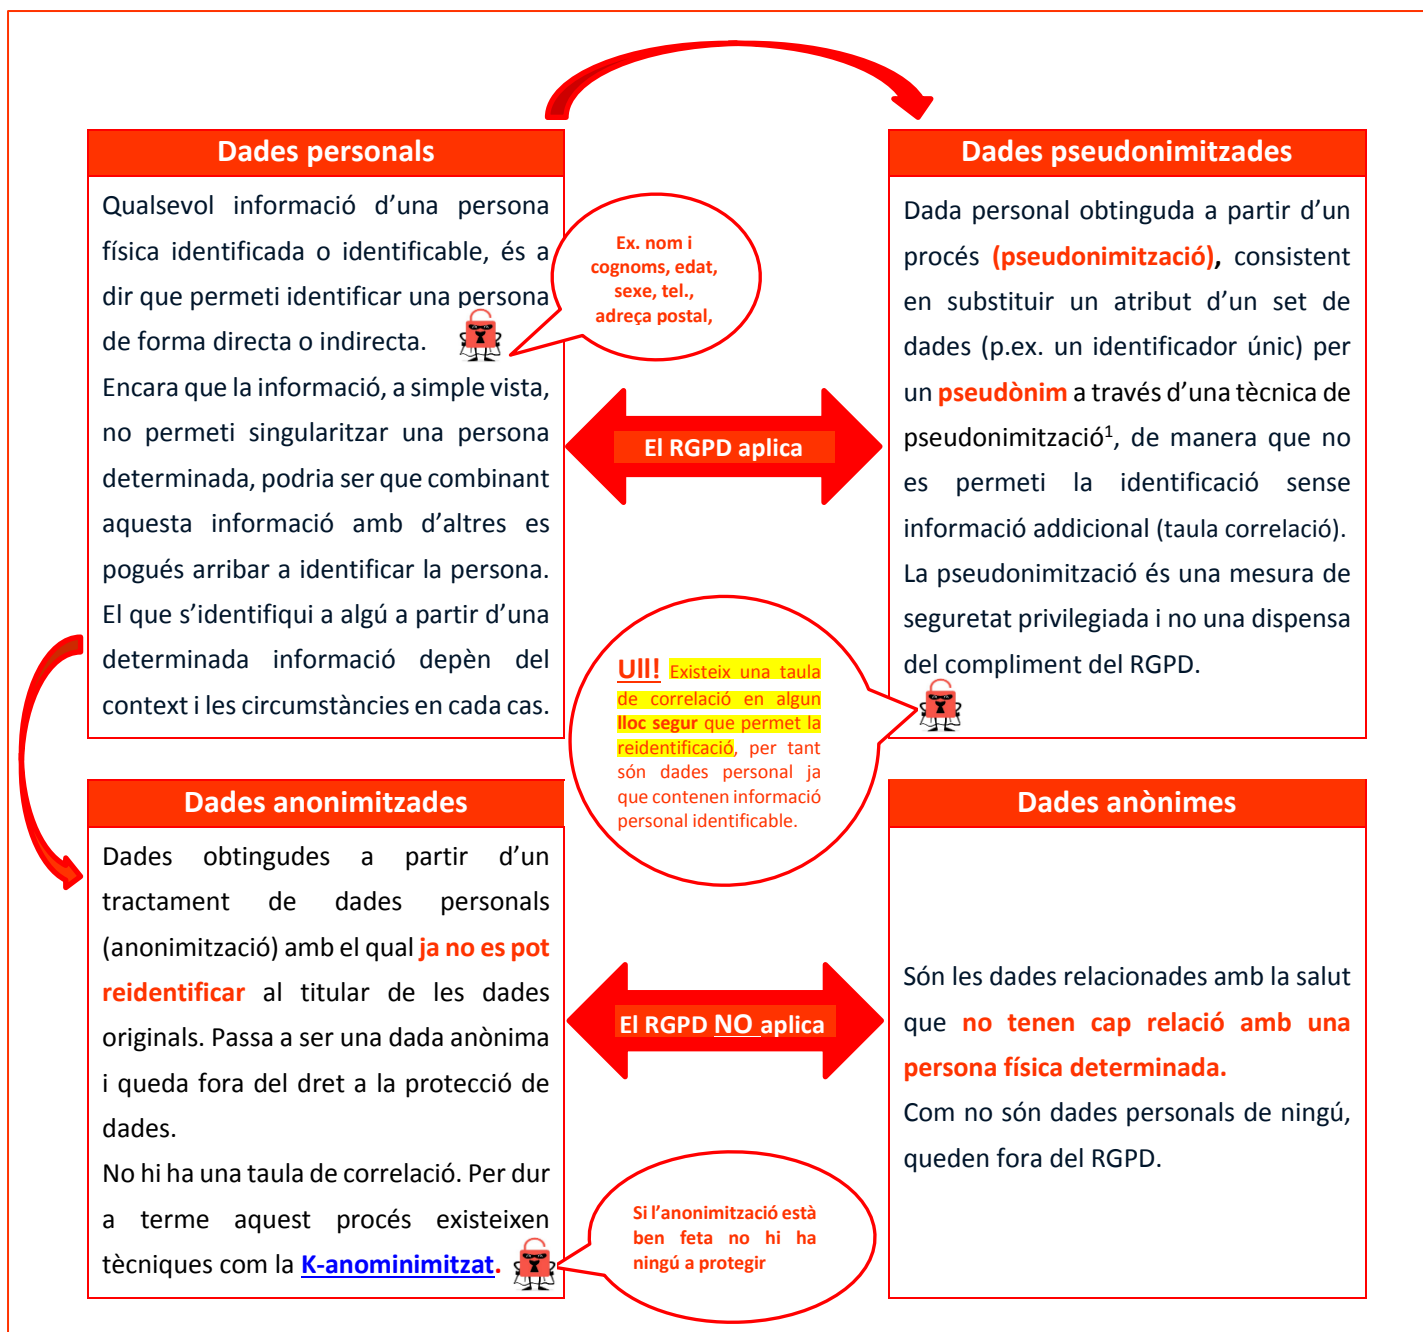 Dades personals
Qualsevol informació d’una persona
física identificada o identificable, és a
dir que permeti identificar una persona
de forma directa o indirecta.
Encara que la informació, a simple vista,
no permeti singularitzar una persona
determinada, podria ser que combinant
aquesta informació amb d’altres es
pogués arribar a identificar la persona.
El que s’identifiqui a algú a partir d’una
determinada informació depèn del
context i les circumstàncies en cada cas.
Ex. nom i
cognoms, edat,
sexe, tel.,
adreça postal,
El RGPD aplica
Dades pseudonimitzades
Dada personal obtinguda a partir d’un
procés (pseudonimització), consistent
en substituir un atribut d’un set de
dades (p.ex. un identificador únic) per
un pseudònim a través d’una tècnica de
pseudonimització¹, de manera que no
es permeti la identificació sense
informació addicional (taula correlació).
La pseudonimització és una mesura de
seguretat privilegiada i no una dispensa
del compliment del RGPD.
Ull! Existeix una taula
de correlació en algun
lloc segur que permet la
reidentificació, per tant
són dades personal ja
que contenen informació
personal identificable.
Dades anonimitzades
Dades obtingudes a partir d’un
tractament de dades personals
(anonimització) amb el qual ja no es pot
reidentificar al titular de les dades
originals. Passa a ser una dada anònima
i queda fora del dret a la protecció de
dades.
No hi ha una taula de correlació. Per dur
a terme aquest procés existeixen
tècniques com la K-anominimitzat.
El RGPD NO aplica
Si l’anonimització està
ben feta no hi ha
ningú a protegir
Dades anònimes
Són les dades relacionades amb la salut
que no tenen cap relació amb una
persona física determinada.
Com no són dades personals de ningú,
queden fora del RGPD.